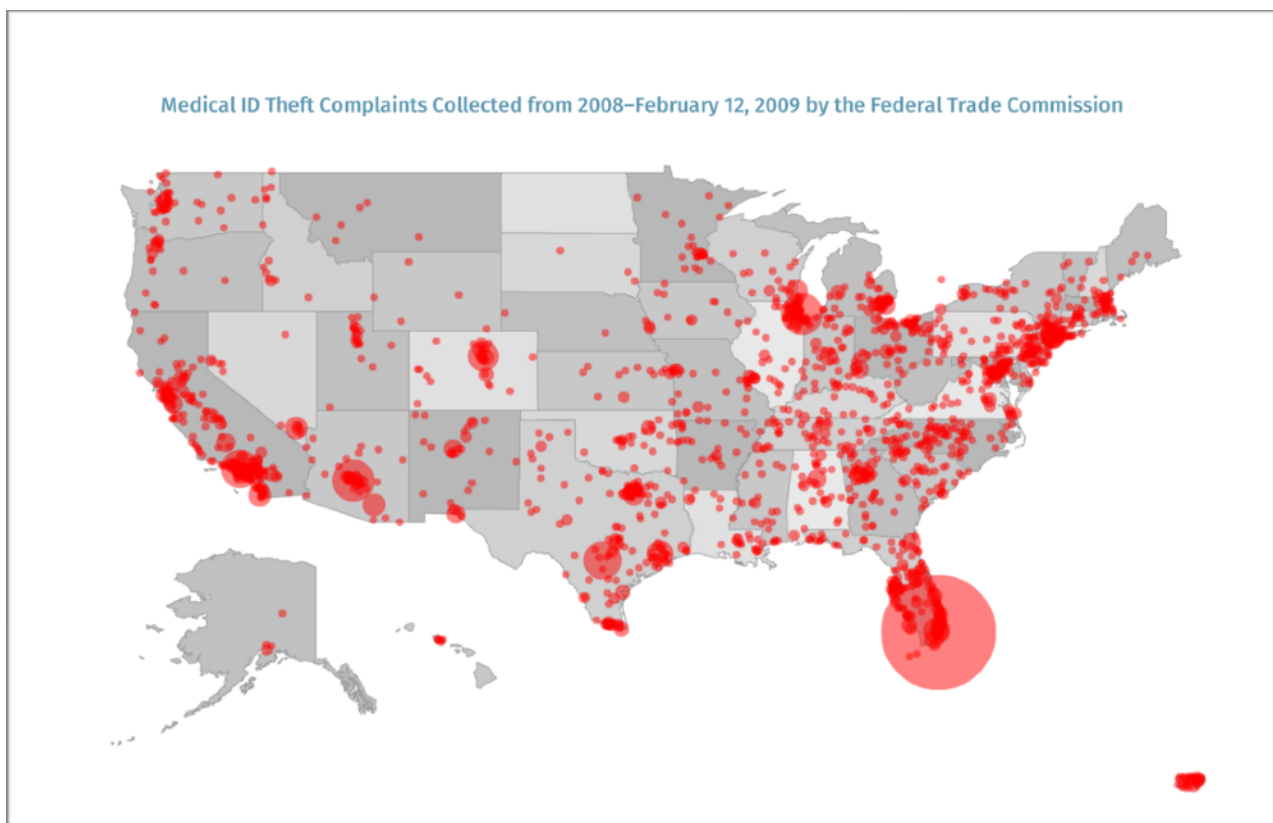 Medical ID Theft Complaints Collected from 2008–February 12, 2009 by the Federal Trade Commission